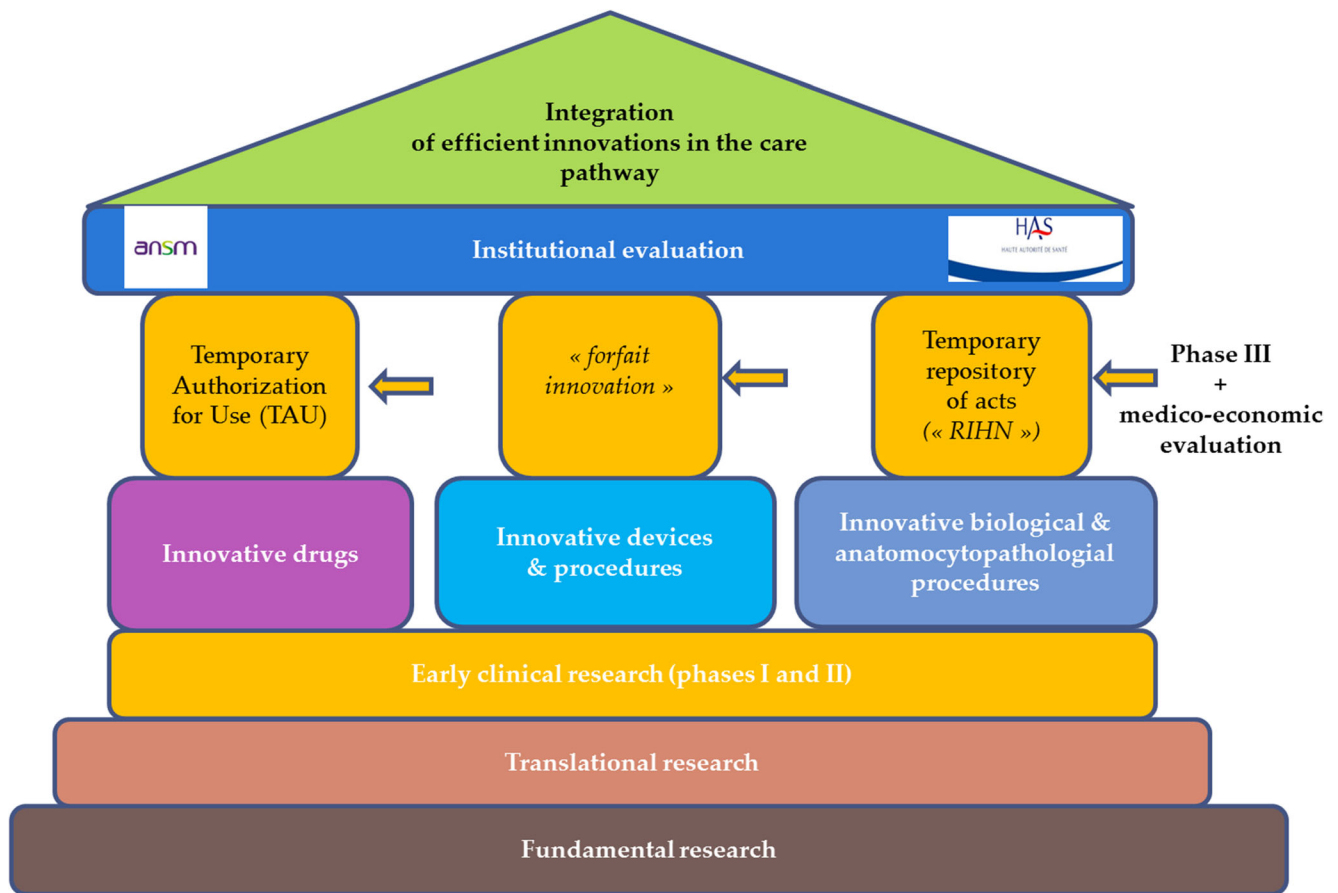 Integration
of efficient innovations in the care
pathway
ansm
Institutional evaluation
HAS
HAUTE AUTORITÉ DE SANTÉ
Temporary
Authorization
for Use (TAU)
« forfait
innovation »
Temporary
repository
of acts
(« RIHN »)
Phase III
+
medico-economic
evaluation
Innovative drugs
Innovative devices
& procedures
Innovative biological &
anatomocytopathologial
procedures
Early clinical research (phases I and II)
Translational research
Fundamental research